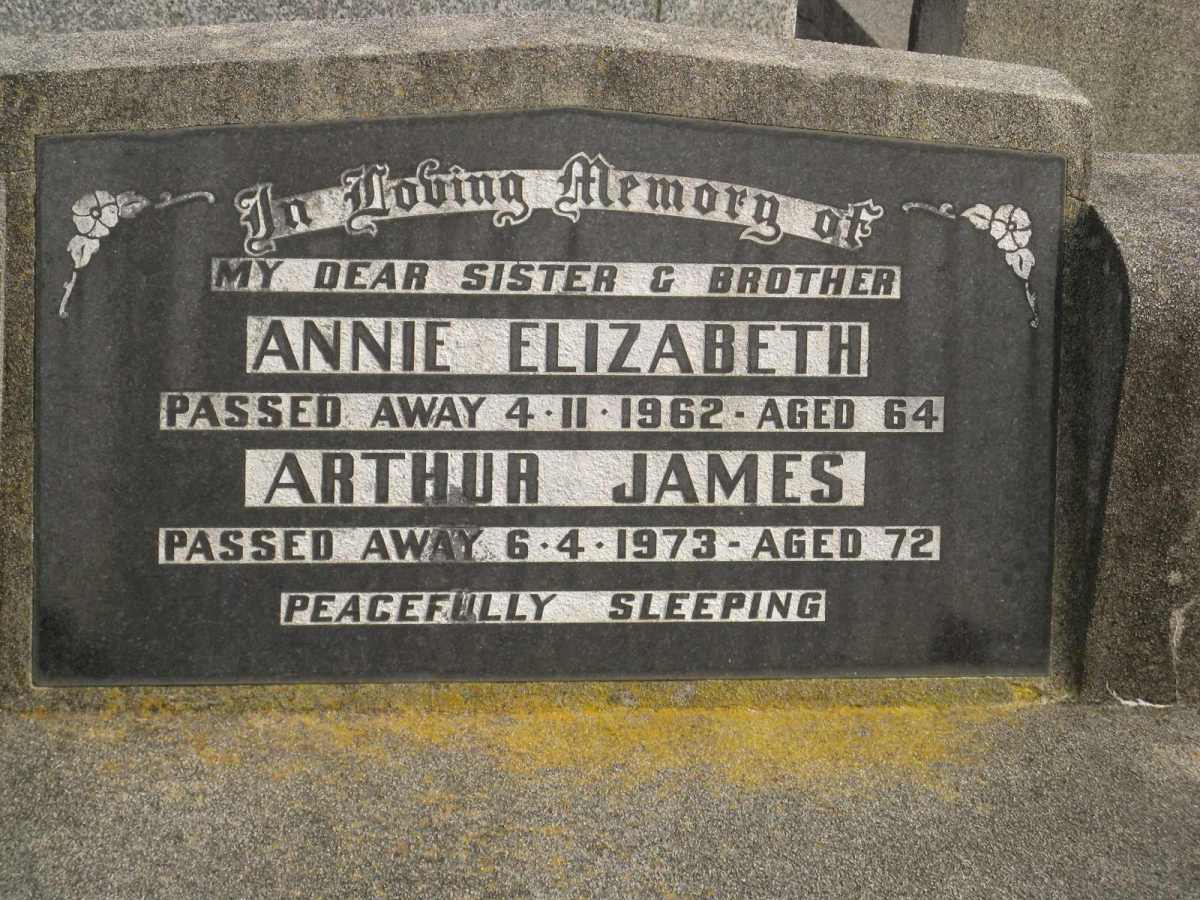 In Loving Memory of
MY DEAR SISTER & BROTHER
ANNIE ELIZABETH
PASSED AWAY 4·11·1962 - AGED 64
ARTHUR JAMES
PASSED AWAY 6·4·1973 - AGED 72
PEACEFULLY SLEEPING